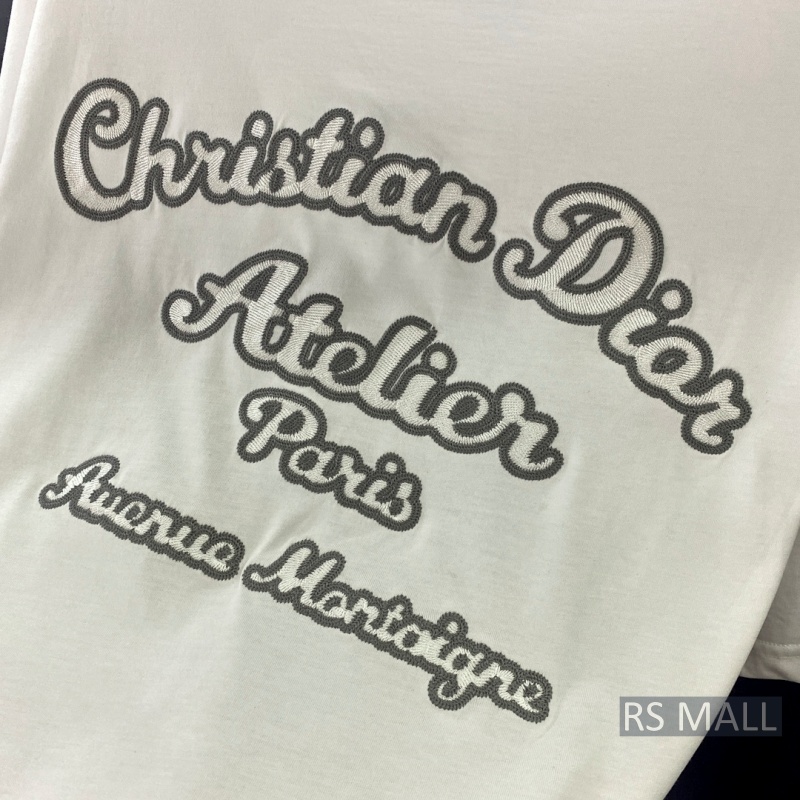 Christian Dior
Atelier
Paris
Avenue Montaigne
RS MALL